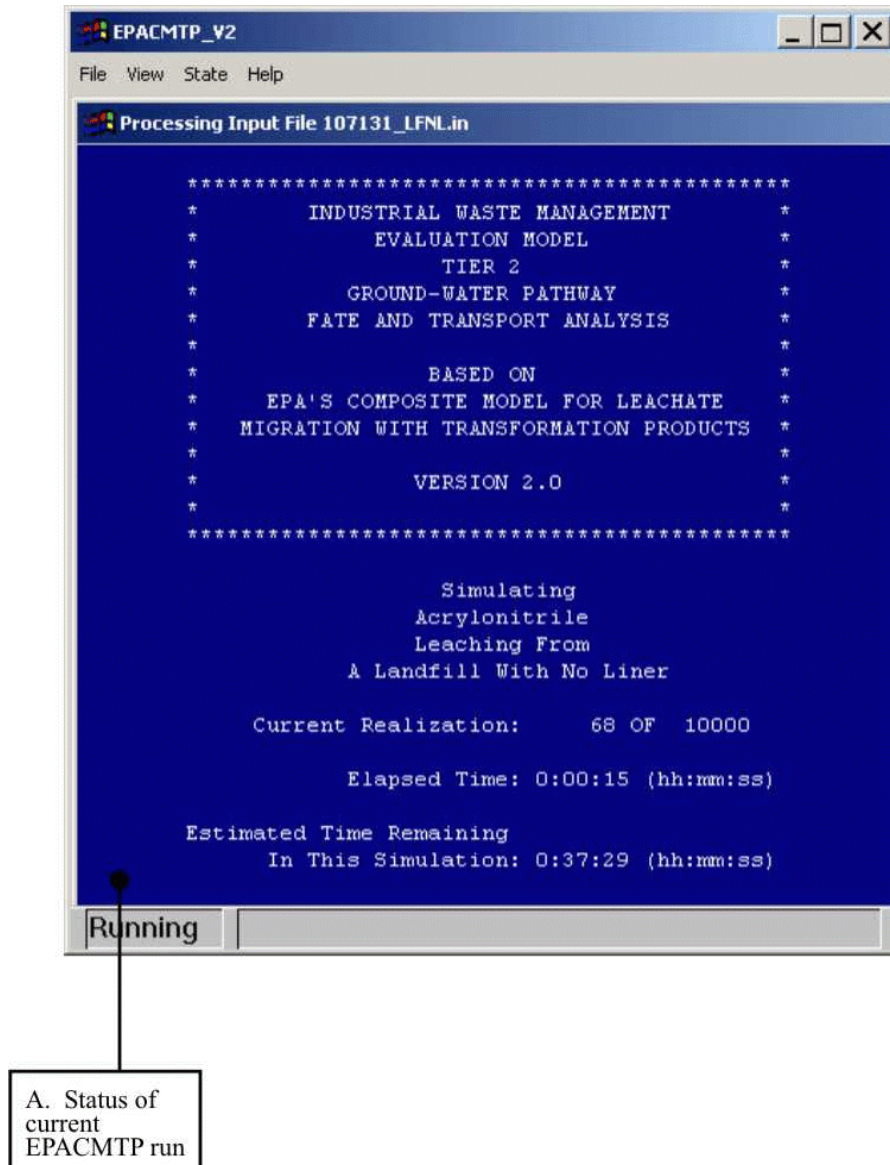 EPACMTP_V2
File View State Help
Processing Input File 107131_LFNL.in
*********************************************
* INDUSTRIAL WASTE MANAGEMENT *
* EVALUATION MODEL *
* TIER 2 *
* GROUND-WATER PATHWAY *
* FATE AND TRANSPORT ANALYSIS *
* *
* BASED ON *
* EPA'S COMPOSITE MODEL FOR LEACHATE *
* MIGRATION WITH TRANSFORMATION PRODUCTS *
* *
* VERSION 2.0 *
* *
*********************************************
Simulating
Acrylonitrile
Leaching From
A Landfill With No Liner
Current Realization: 68 OF 10000
Elapsed Time: 0:00:15 (hh:mm:ss)
Estimated Time Remaining
In This Simulation: 0:37:29 (hh:mm:ss)
Running
A. Status of
current
EPACMTP run